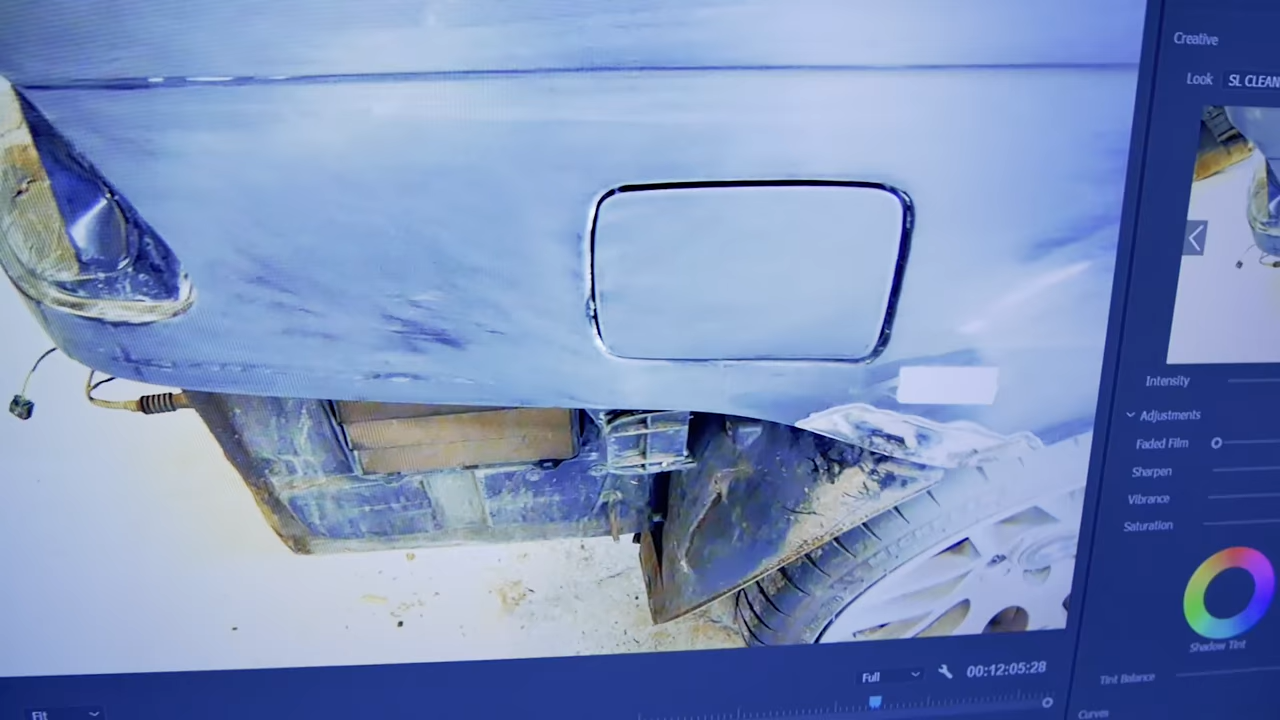 Creative
Look SL CLEAN
Intensity
Adjustments
Faded Film
Sharpen
Vibrance
Saturation
Shadow Tint
Tint Balance
Curves
Full 00:12:05:28
Fit